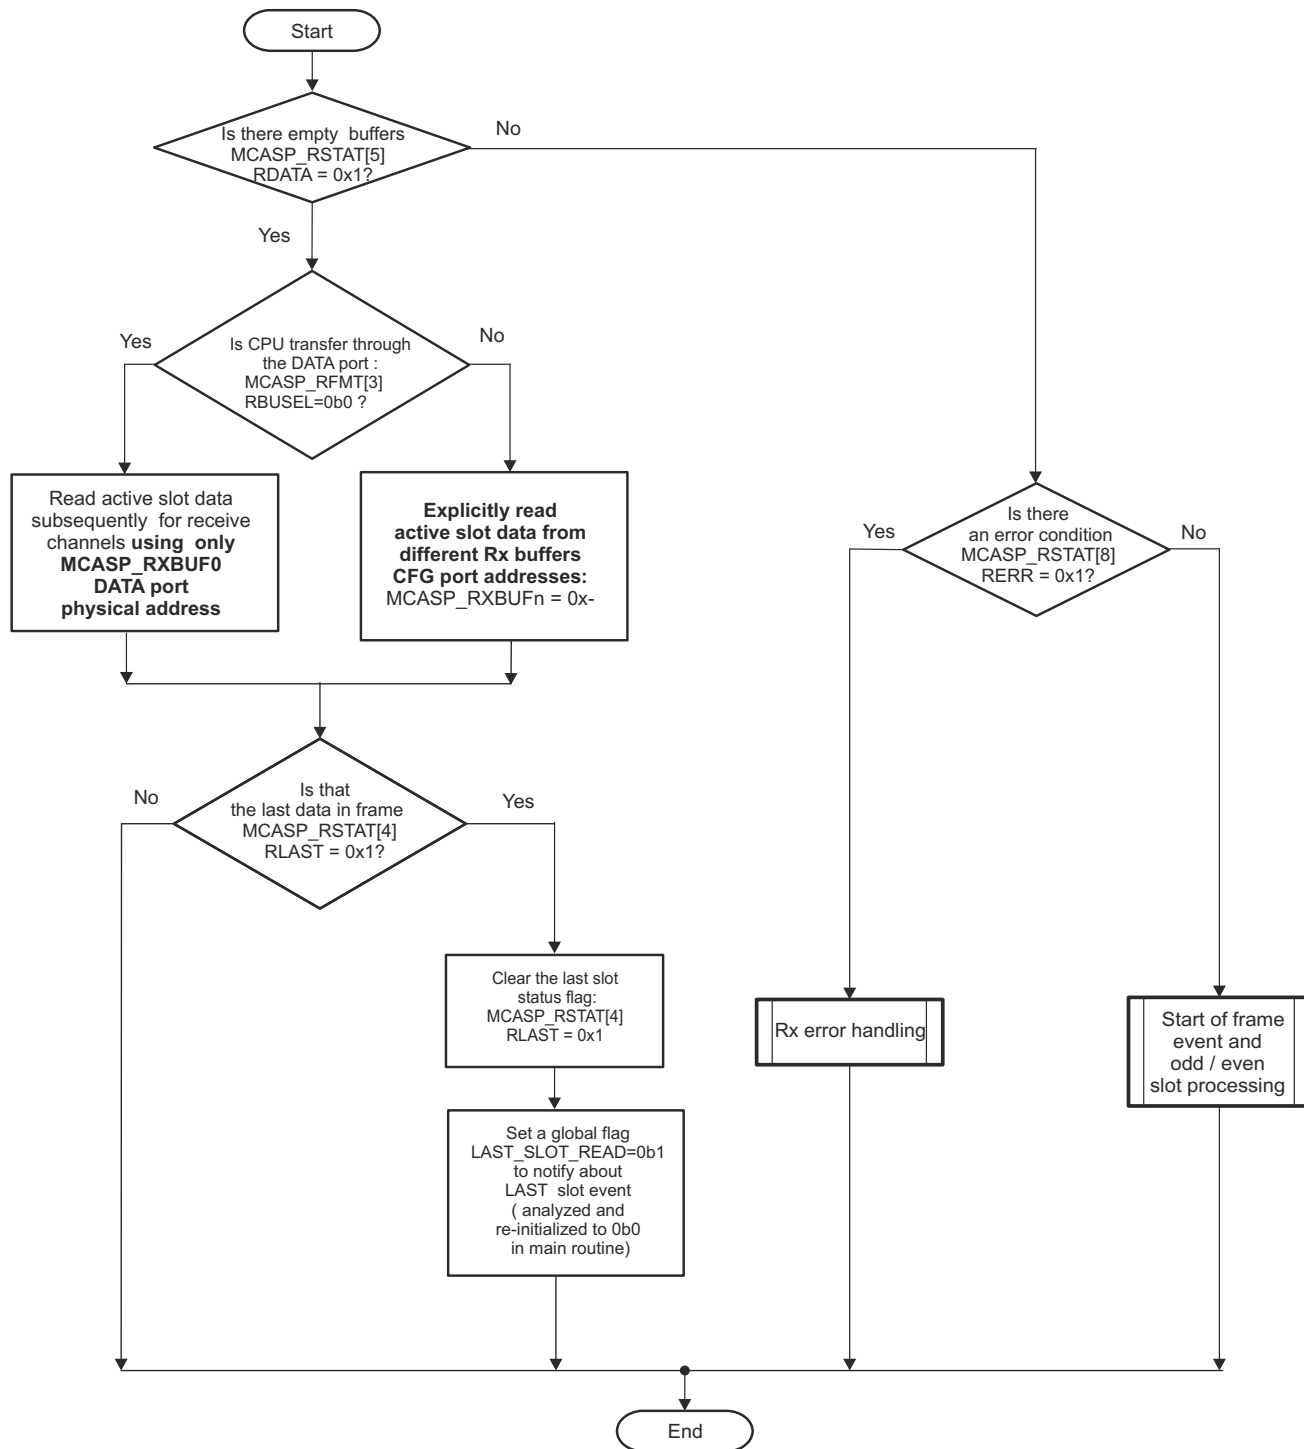 Start
Is there empty buffers
MCASP_RSTAT[5]
RDATA = 0x1?
No
Yes
Is CPU transfer through
the DATA port :
MCASP_RFMT[3]
RBUSEL=0b0 ?
Yes
No
Read active slot data
subsequently for receive
channels using only
MCASP_RXBUF0
DATA port
physical address
Explicitly read
active slot data from
different Rx buffers
CFG port addresses:
MCASP_RXBUFn = 0x-
Is there
an error condition
MCASP_RSTAT[8]
RERR = 0x1?
Yes
No
Is that
the last data in frame
MCASP_RSTAT[4]
RLAST = 0x1?
No
Yes
Clear the last slot
status flag:
MCASP_RSTAT[4]
RLAST = 0x1
Rx error handling
Start of frame
event and
odd / even
slot processing
Set a global flag
LAST_SLOT_READ=0b1
to notify about
LAST slot event
( analyzed and
re-initialized to 0b0
in main routine)
End